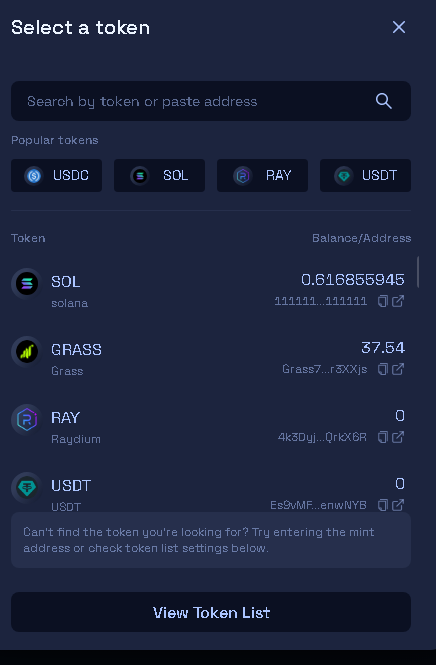 Select a token
Search by token or paste address
Popular tokens
USDC SOL RAY USDT
Token Balance/Address
SOL 0.616855945
solana 111111...111111
GRASS 37.54
Grass Grass7...r3XXjs
RAY 0
Raydium 4k3Dyj...QrkX6R
USDT 0
USDT Es9vMF...enwNYB
Can't find the token you're looking for? Try entering the mint
address or check token list settings below.
View Token List